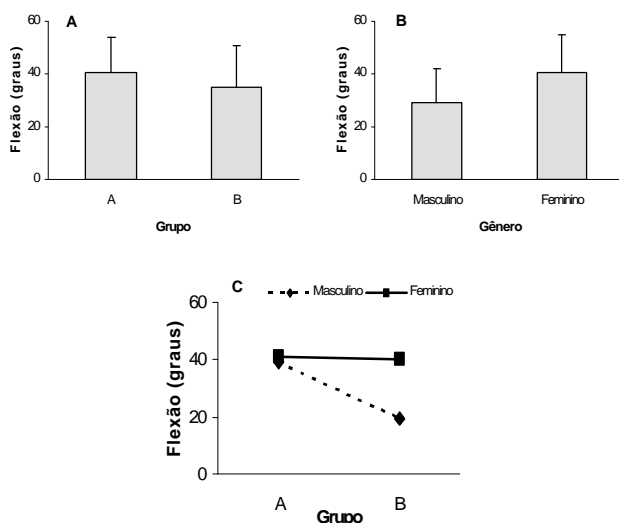 A
Flexão (graus)
60
40
20
0
A
B
Grupo
B
Flexão (graus)
60
40
20
0
Masculino
Feminino
Gênero
C
Masculino
Feminino
Flexão (graus)
60
40
20
0
A
B
Grupo